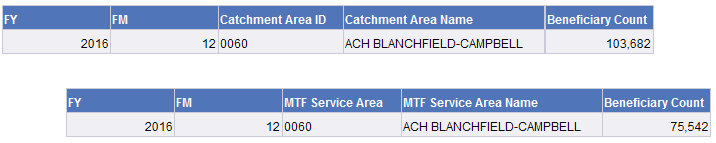 FY FM Catchment Area ID Catchment Area Name Beneficiary Count
2016 12 0060 ACH BLANCHFIELD-CAMPBELL 103,682
FY FM MTF Service Area MTF Service Area Name Beneficiary Count
2016 12 0060 ACH BLANCHFIELD-CAMPBELL 75,542